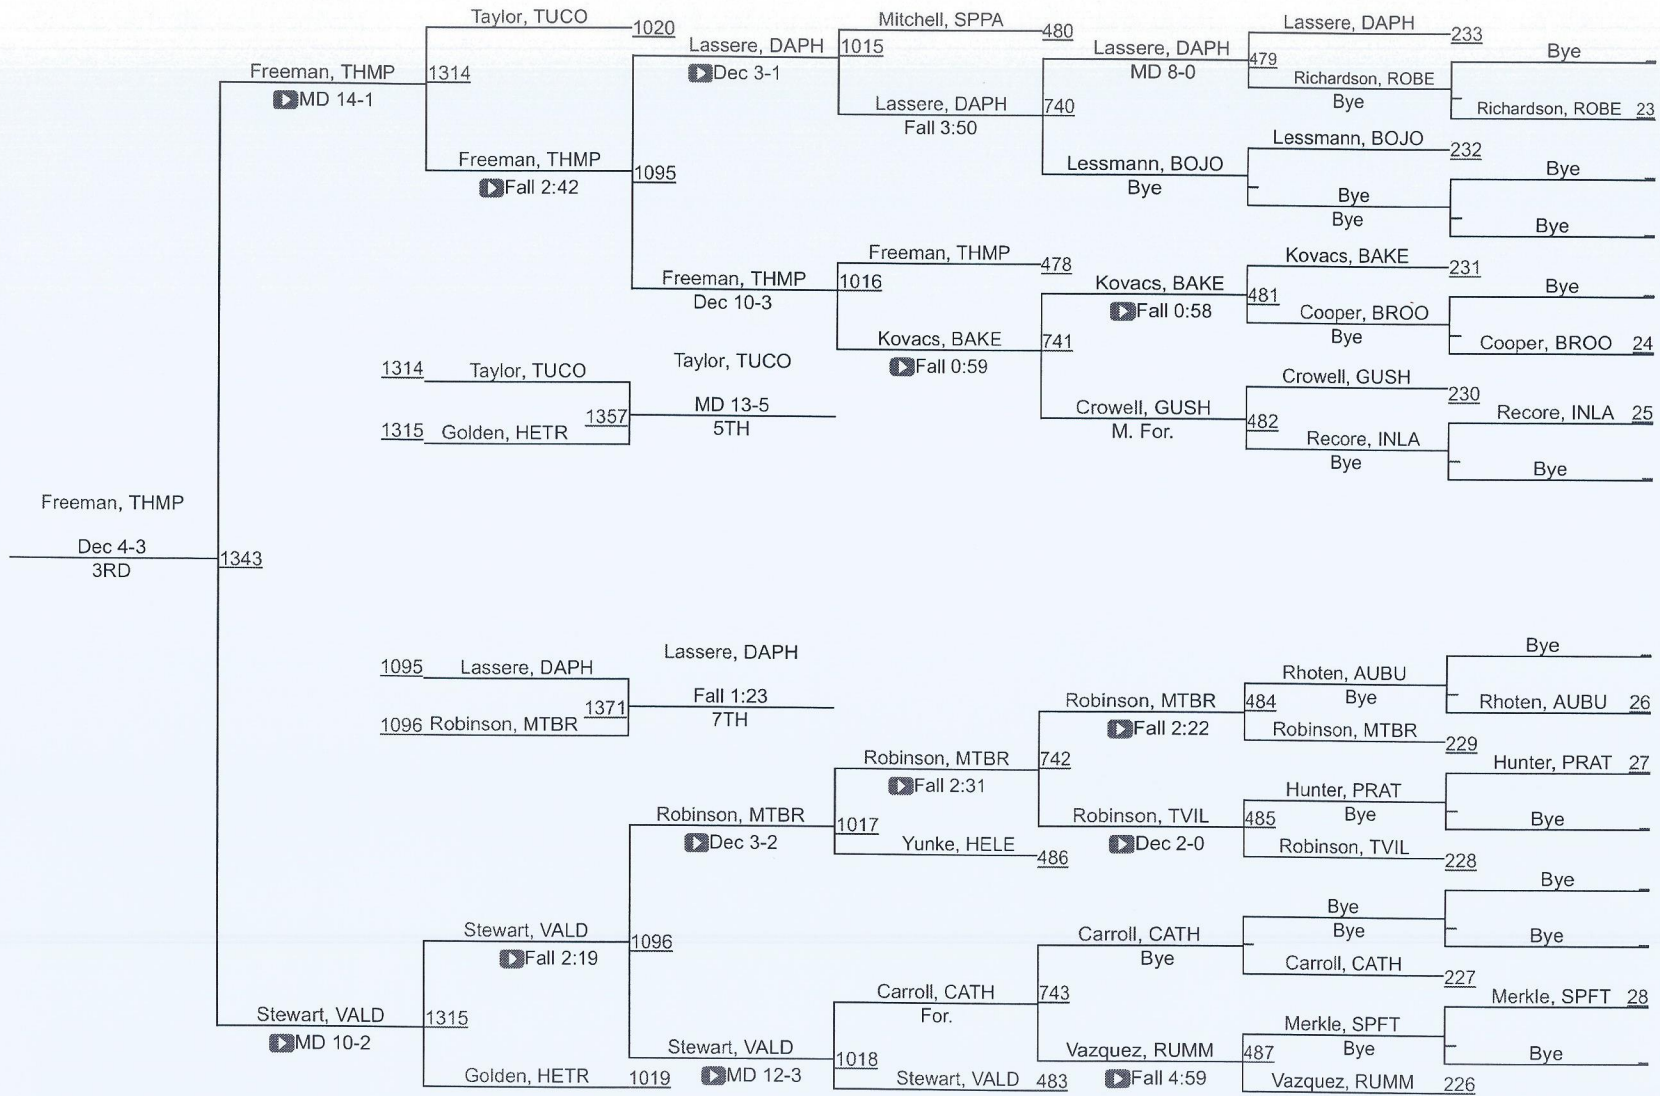 Taylor, TUCO
1020
Mitchell, SPPA
480
Lassere, DAPH
233
Lassere, DAPH
1015
Lassere, DAPH
479
Bye
Dec 3-1
MD 8-0
Freeman, THMP
1314
Richardson, ROBE
MD 14-1
Bye
Richardson, ROBE 23
Lassere, DAPH
740
Fall 3:50
Lessmann, BOJO
232
Freeman, THMP
1095
Lessmann, BOJO
Bye
Fall 2:42
Bye
Bye
Bye
Bye
Freeman, THMP
478
Kovacs, BAKE
231
Freeman, THMP
1016
Kovacs, BAKE
481
Bye
Dec 10-3
Fall 0:58
Cooper, BROO
Bye
Kovacs, BAKE
741
Cooper, BROO 24
Fall 0:59
1314 Taylor, TUCO
Taylor, TUCO
Crowell, GUSH
230
1357
MD 13-5
5TH
Crowell, GUSH
482
Recore, INLA 25
M. For.
1315 Golden, HETR
Recore, INLA
Bye
Bye
Freeman, THMP
Dec 4-3
1343
3RD
1095 Lassere, DAPH
Lassere, DAPH
Bye
1371
Fall 1:23
7TH
Rhoten, AUBU
Bye
1096 Robinson, MTBR
Robinson, MTBR
484
Rhoten, AUBU 26
Fall 2:22
Robinson, MTBR
229
Robinson, MTBR
742
Hunter, PRAT 27
Fall 2:31
Hunter, PRAT
Bye
Robinson, MTBR
1017
Robinson, TVIL
485
Bye
Dec 3-2
Yunke, HELE
486
Dec 2-0
Robinson, TVIL
228
Bye
Stewart, VALD
1096
Carroll, CATH
Bye
Bye
Bye
Fall 2:19
Bye
Carroll, CATH
227
Carroll, CATH
743
For.
Merkle, SPFT 28
Stewart, VALD
1315
Merkle, SPFT
Bye
MD 10-2
Stewart, VALD
1018
Vazquez, RUMM
487
Bye
Golden, HETR
1019
MD 12-3
Stewart, VALD
483
Fall 4:59
Vazquez, RUMM
226